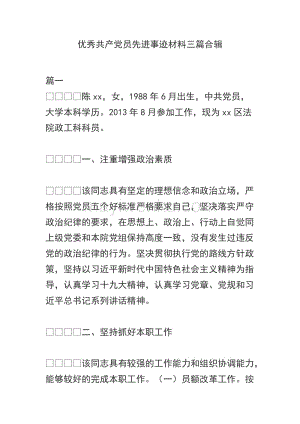 优秀共产党员先进事迹材料三篇合辑
篇一
□□□□陈xx，女，1988年6月出生，中共党员，
大学本科学历，2013年8月参加工作，现为xx区法
院政工科科员。
□□□□一、注重增强政治素质
□□□□该同志具有坚定的理想信念和政治立场，严
格按照党员五个好标准严格要求自己，坚决落实严守
政治纪律的要求，在思想上、政治上、行动上自觉同
上级党委和本院党组保持高度一致，没有发生过违反
党的政治纪律的行为。坚决贯彻执行党的路线方针政
策，坚持以习近平新时代中国特色社会主义精神为指
导，认真学习十九大精神，认真学习党章、党规和习
近平总书记系列讲话精神。
□□□□二、坚持抓好本职工作
□□□□该同志具有较强的工作能力和组织协调能力，
能够较好的完成本职工作。（一）员额改革工作。按